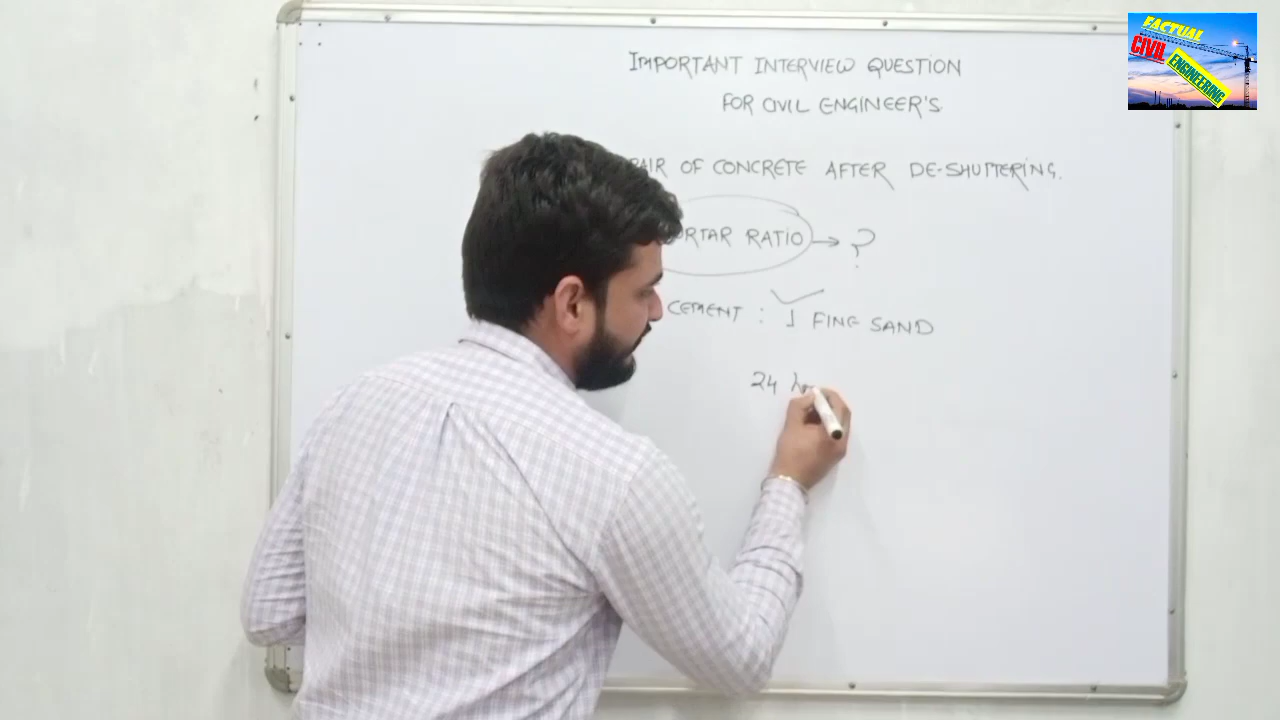 IMPORTANT INTERVIEW QUESTION
FOR CIVIL ENGINEER'S
PAIR OF CONCRETE AFTER DE-SHUTTERING.
ORTAR RATIO → ?
CEMENT : 1 FINE SAND
24
FACTUAL
CIVIL
ENGINEERING